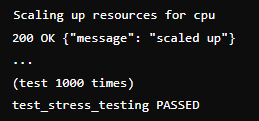 Scaling up resources for cpu
200 OK {"message": "scaled up"}
...
(test 1000 times)
test_stress_testing PASSED